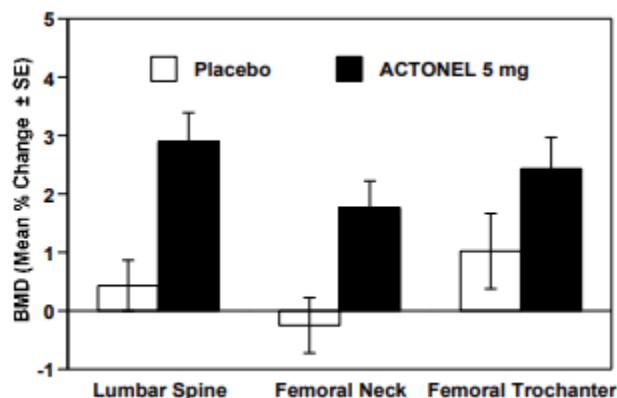 BMD (Mean % Change ± SE)
5
4
3
2
1
0
-1
Placebo
ACTONEL 5 mg
Lumbar Spine
Femoral Neck
Femoral Trochanter